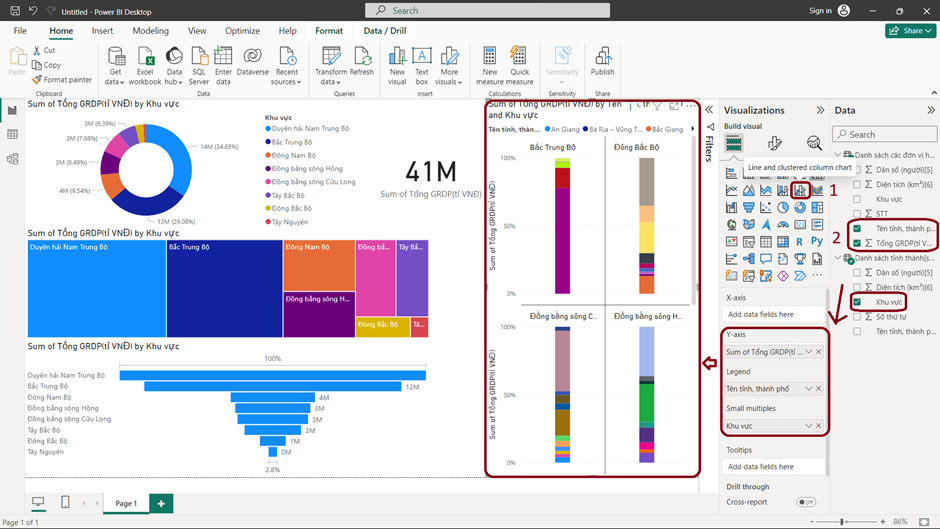 Untitled - Power BI Desktop
Search
Sign in
File Home Insert Modeling View Optimize Help Format Data / Drill
Share
Paste
Cut
Copy
Format painter
Get data
Excel workbook
Data hub
SQL Server
Enter data
Dataverse
Recent sources
Transform data
Refresh
New visual
Text box
More visuals
New measure
Quick measure
Sensitivity
Publish
Clipboard Data Queries Insert Calculations Sensitivity Share
Sum of Tổng GRDP(tỉ VNĐ) by Khu vực
3M (6.39%)
3M (7.98%)
3M (8.49%)
4M (9.54%)
14M (34.65%)
12M (29.08%)
Khu vực
Duyên hải Nam Trung Bộ
Bắc Trung Bộ
Đông Nam Bộ
Đồng bằng sông Hồng
Đồng bằng sông Cửu Long
Tây Bắc Bộ
Đông Bắc Bộ
Tây Nguyên
41M
Sum of Tổng GRDP(tỉ VNĐ)
Sum of Tổng GRDP(tỉ VNĐ) by Khu vực
Duyên hải Nam Trung Bộ
Bắc Trung Bộ
Đông Nam Bộ
Đồng bằ...
Tây Bắ...
Đồng bằng sông H...
Đông Bắc Bộ
Tâ...
Sum of Tổng GRDP(tỉ VNĐ) by Khu vực
100%
Duyên hải Nam Trung Bộ
Bắc Trung Bộ 12M
Đông Nam Bộ 4M
Đồng bằng sông Hồng 3M
Đồng bằng sông Cửu Long 3M
Tây Bắc Bộ 3M
Đông Bắc Bộ 1M
Tây Nguyên 0M
2.8%
Sum of Tổng GRDP(tỉ VNĐ) by Tên
and Khu vực
Tên tỉnh, thàn... An Giang Bà Rịa – Vũng T... Bắc Giang
Bắc Trung Bộ Đông Bắc Bộ
100%
50%
0%
Sum of Tổng GRDP(tỉ VNĐ)
Đồng bằng sông C... Đồng bằng sông H...
100%
50%
0%
Sum of Tổng GRDP(tỉ VNĐ)
Filters
Visualizations
Build visual
Line and clustered column chart
1
2
R Py
X-axis
Add data fields here
Y-axis
Sum of Tổng GRDP(tỉ ...
Legend
Tên tỉnh, thành phố
Small multiples
Khu vực
Tooltips
Add data fields here
Drill through
Cross-report Off
Data
Search
Danh sách các đơn vị h...
Dân số (người)[5]
Diện tích (km²)[6]
Khu vực
STT
Tên tỉnh, thành p...
Tổng GRDP(tỉ V...
Danh sách tỉnh thành[s...
Dân số (người)[5]
Diện tích (km²)[6]
Khu vực
Số thứ tự
Tên tỉnh, thành p...
Page 1
Page 1 of 1
86%